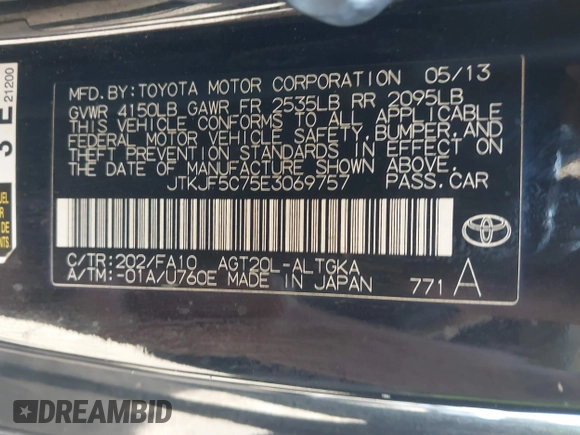 MFD.BY:TOYOTA MOTOR CORPORATION 05/13
GVWR 4150LB GAWR FR 2535LB RR 2095LB
THIS VEHICLE CONFORMS TO ALL APPLICABLE
FEDERAL MOTOR VEHICLE SAFETY, BUMPER, AND
THEFT PREVENTION STANDARDS IN EFFECT ON
THE DATE OF MANUFACTURE SHOWN ABOVE.
JTKJF5C75E3069757 PASS.CAR
C/TR:202/FA10 AGT20L-ALTGKA
A/TM:-01A/U760E MADE IN JAPAN 771 A
3 E
21200
DREAMBID